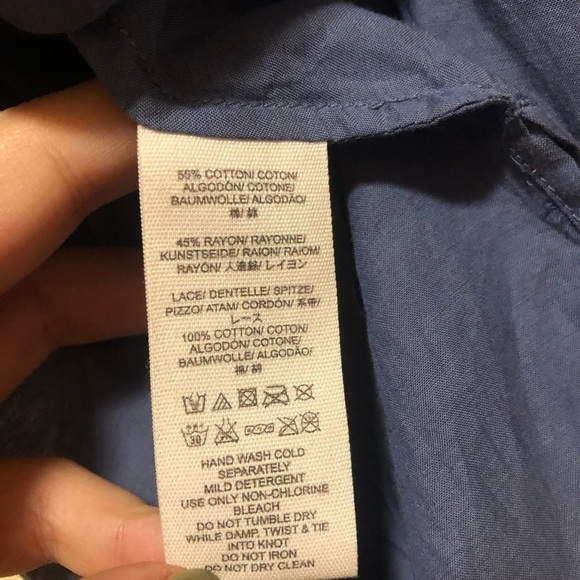 55% COTTON/ COTON/
ALGODÓN/ COTONE/
BAUMWOLLE/ ALGODÃO/
棉/ 綿
45% RAYON/ RAYONNE/
KUNSTSEIDE/ RAION/ RAIOM/
RAYÓN/ 人造絲/ レイヨン
LACE/ DENTELLE/ SPITZE/
PIZZO/ ATAM/ CORDÓN/
レース
100% COTTON/ COTON/
ALGODÓN/ COTONE/
BAUMWOLLE/ ALGODÃO/
棉/ 綿
30
HAND WASH COLD
SEPARATELY
MILD DETERGENT
USE ONLY NON-CHLORINE
BLEACH
DO NOT TUMBLE DRY
WHILE DAMP, TWIST & TIE
INTO KNOT
DO NOT IRON
DO NOT DRY CLEAN